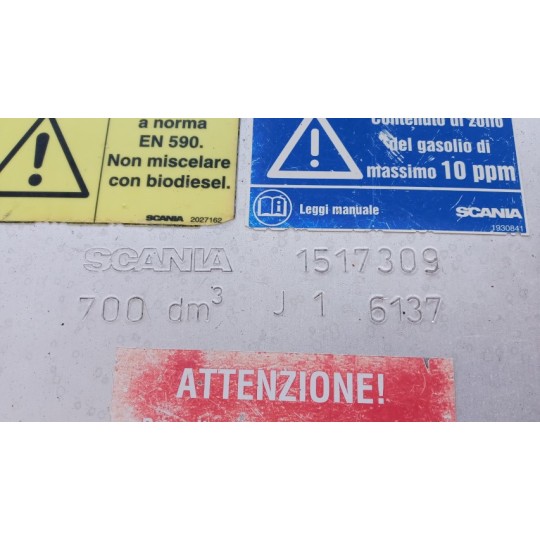 a norma
EN 590.
Non miscelare
con biodiesel.
SCANIA 2027162
Contenuto di zolfo
del gasolio di
massimo 10 ppm
Leggi manuale SCANIA
1930841
SCANIA 1517309
700 dm³ J 1 6137
ATTENZIONE!